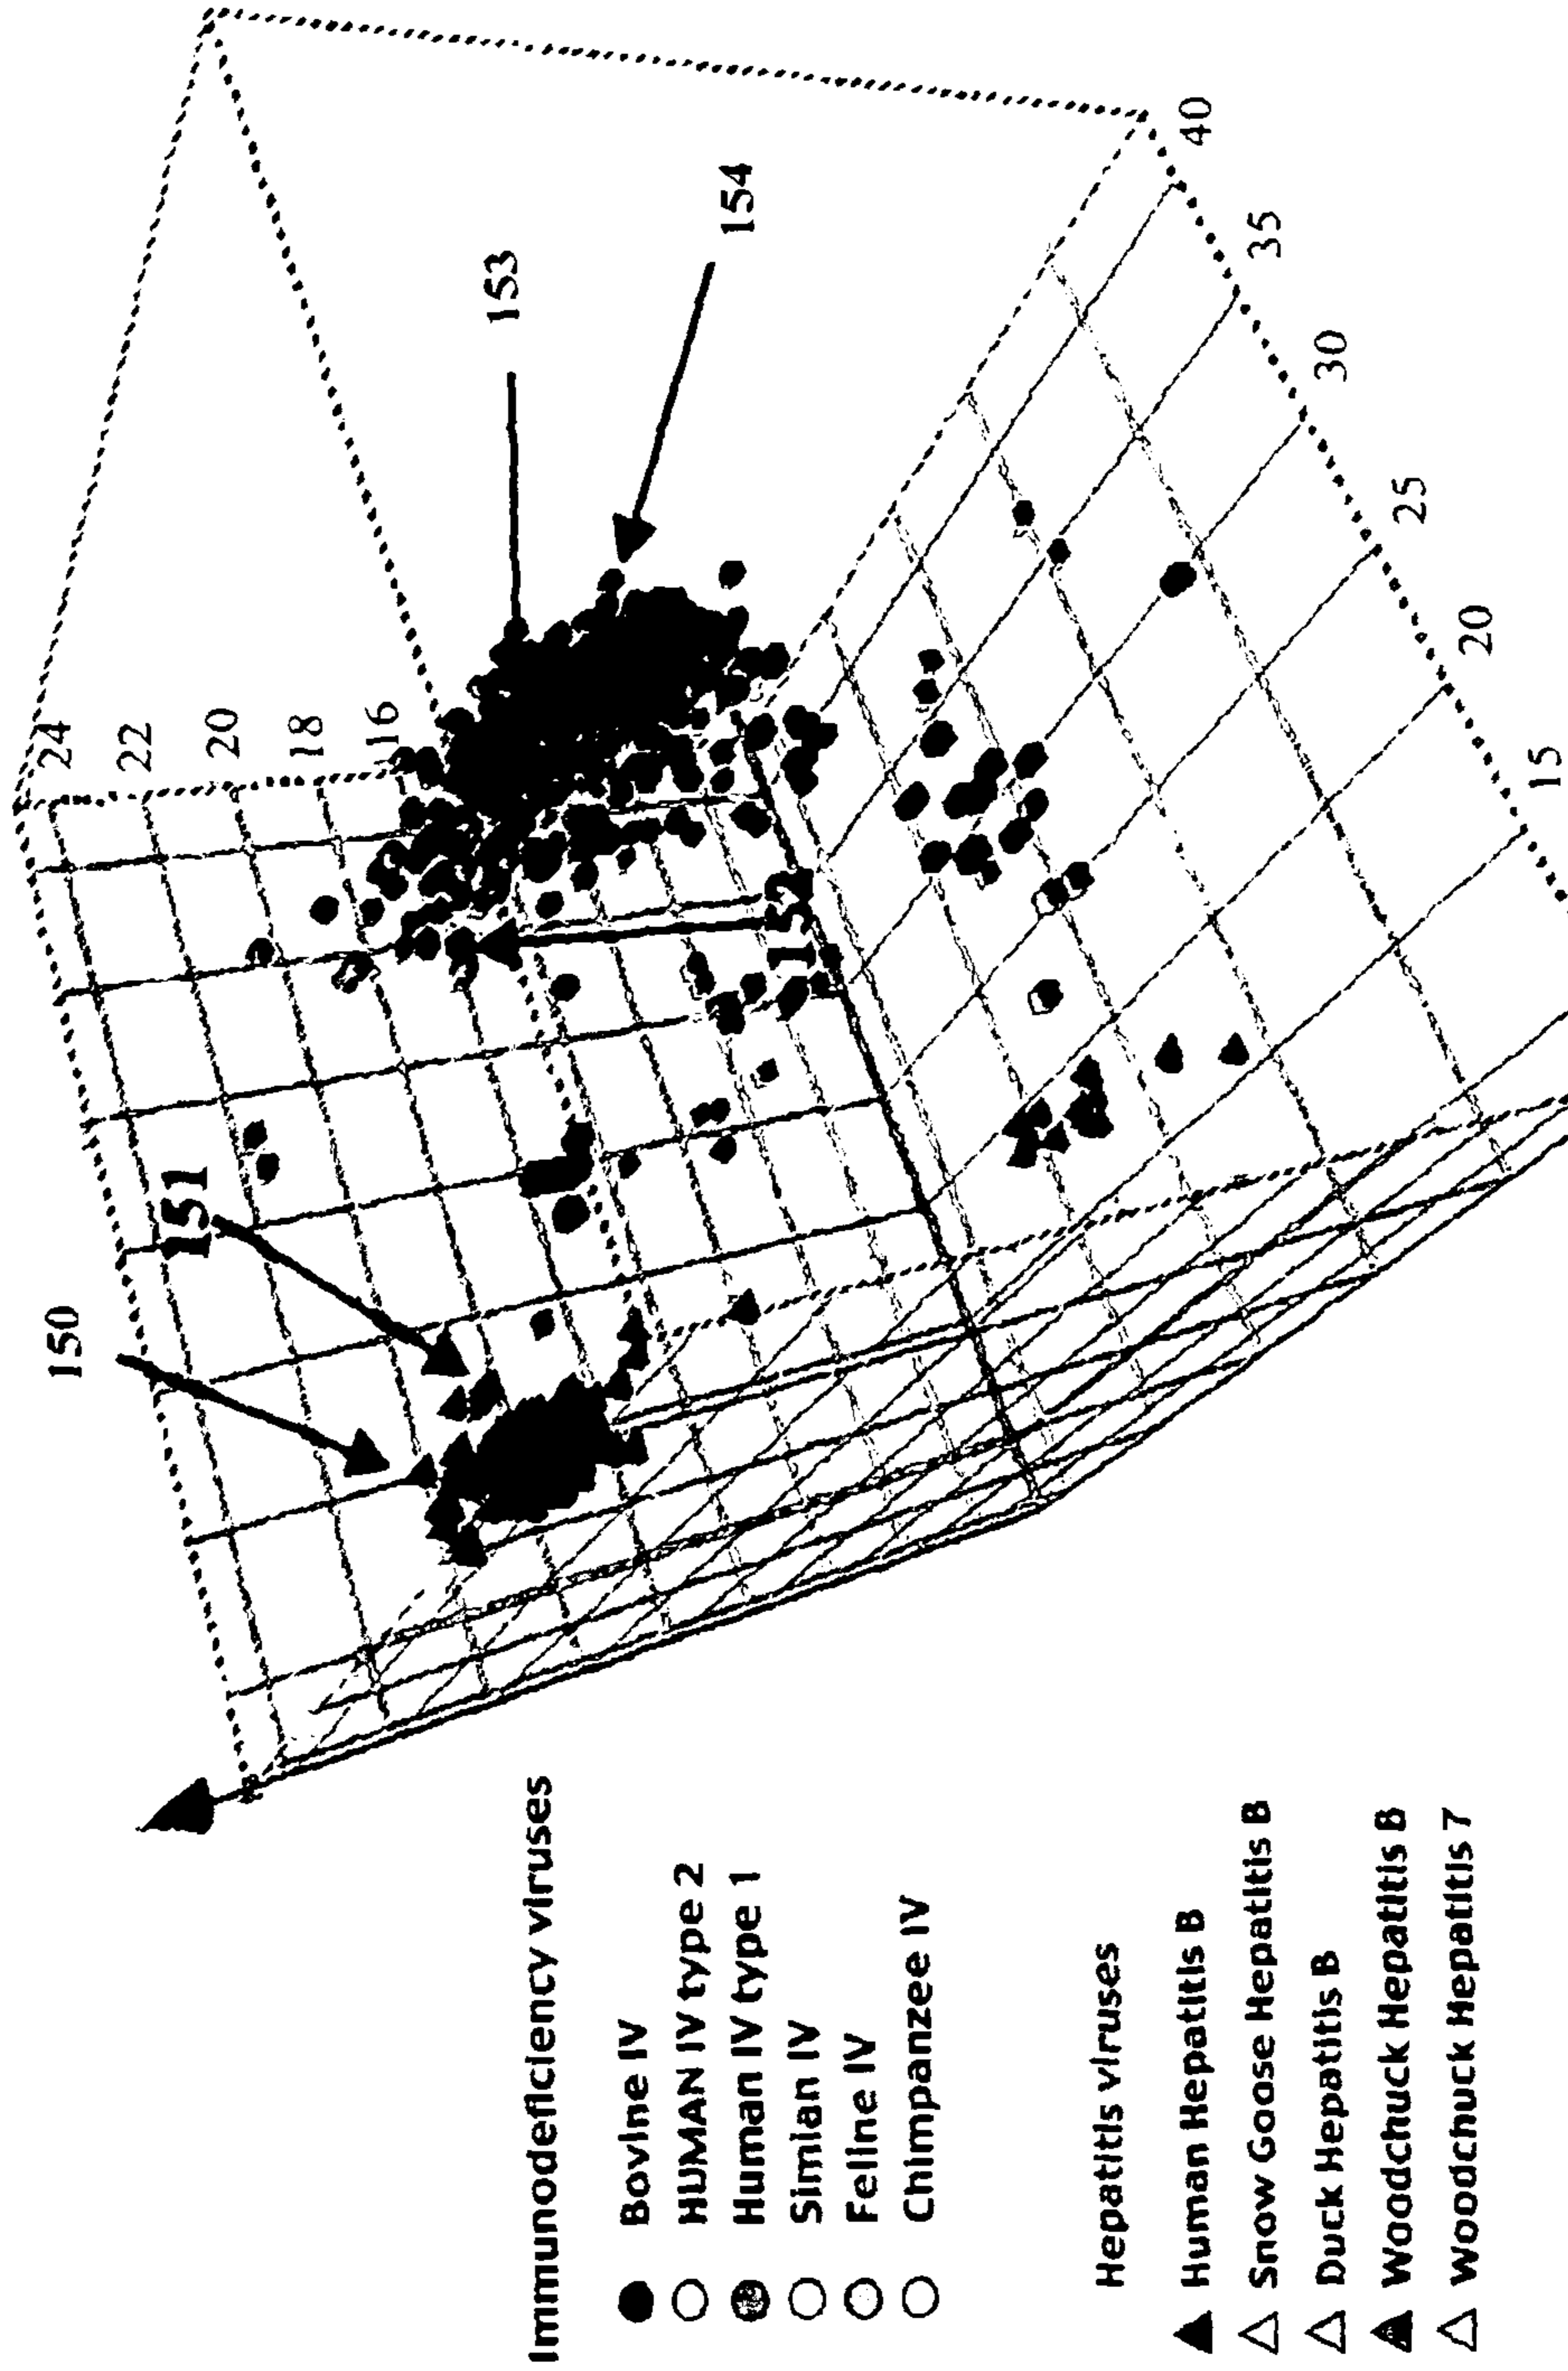 Immunodeficiency viruses
Bovine IV
HUMAN IV type 2
Human IV type 1
Simian IV
Feline IV
Chimpanzee IV
Hepatitis viruses
Human Hepatitis B
Snow Goose Hepatitis B
Duck Hepatitis B
Woodchuck Hepatitis B
Woodchuck Hepatitis 7
150
151
152
153
154
24
22
20
18
16
40
35
30
25
20
15